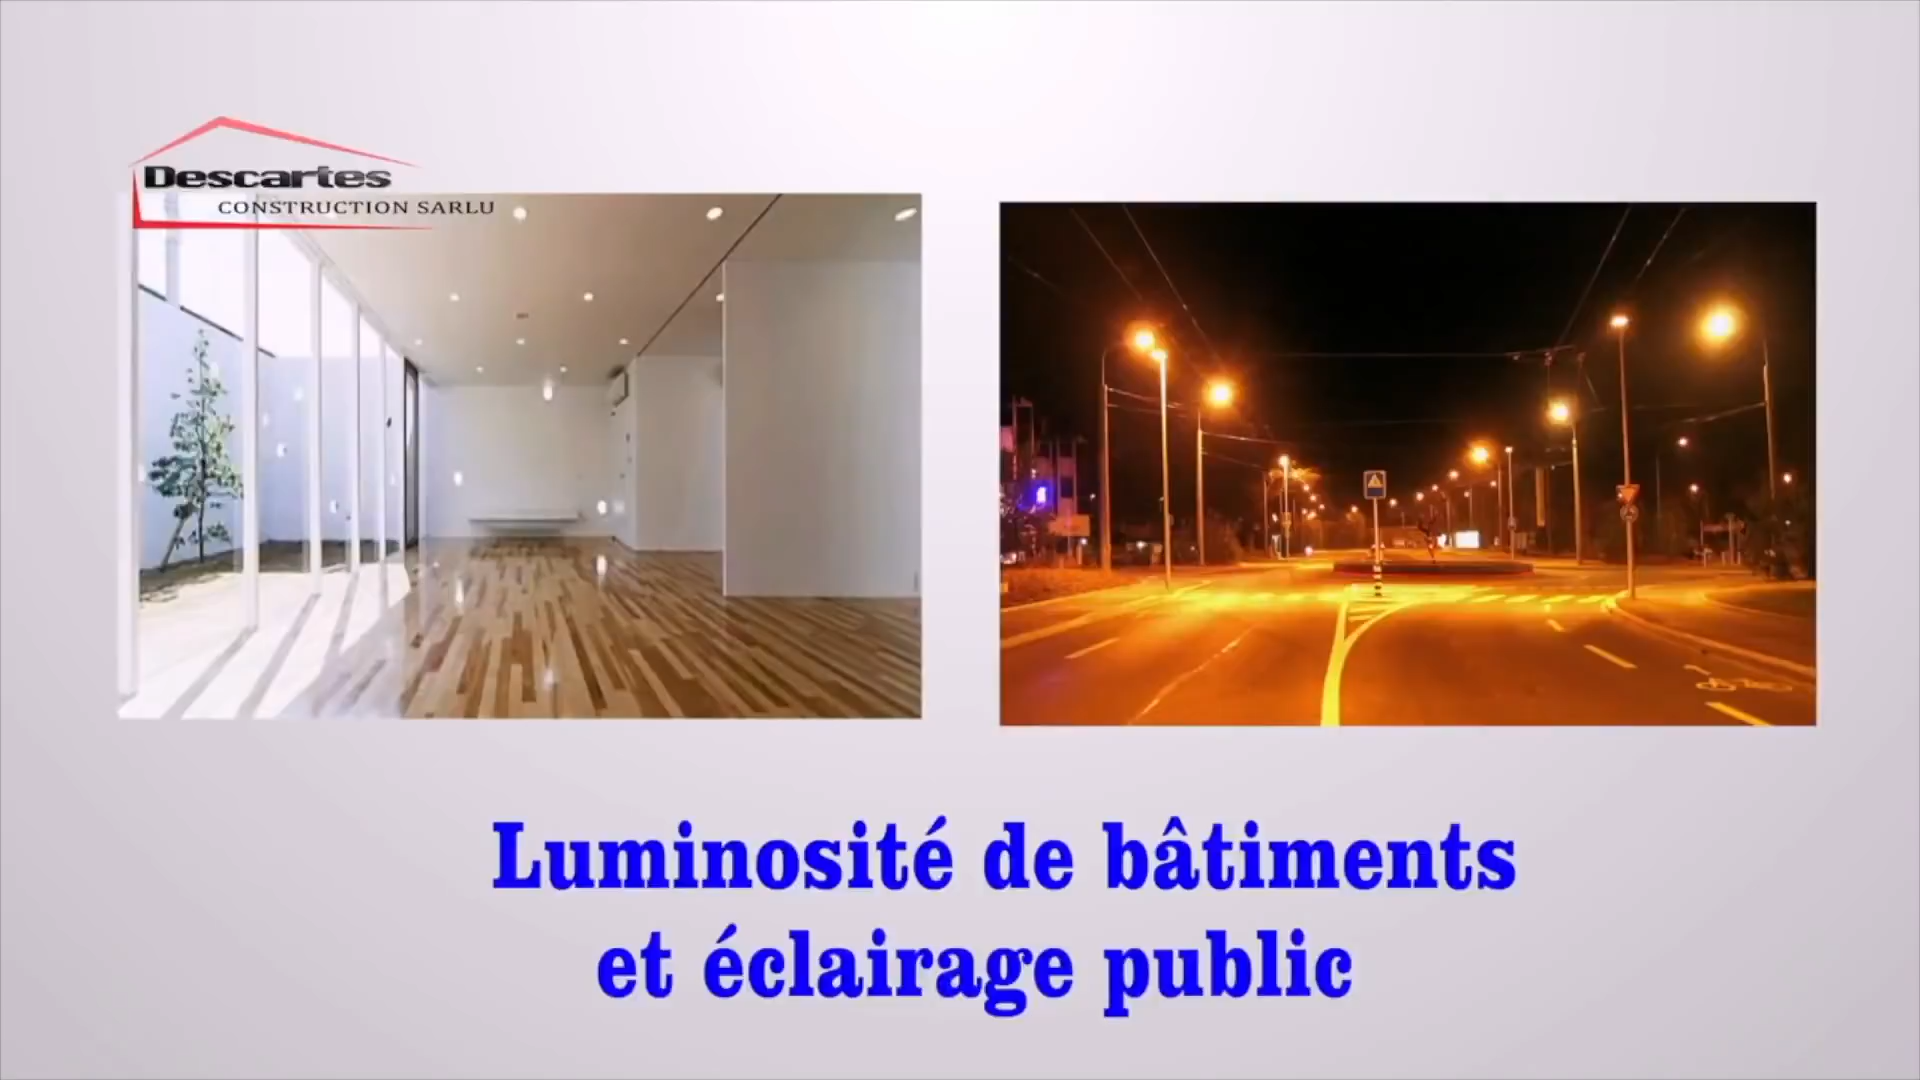 Descartes
CONSTRUCTION SARLU
Luminosité de bâtiments
et éclairage public